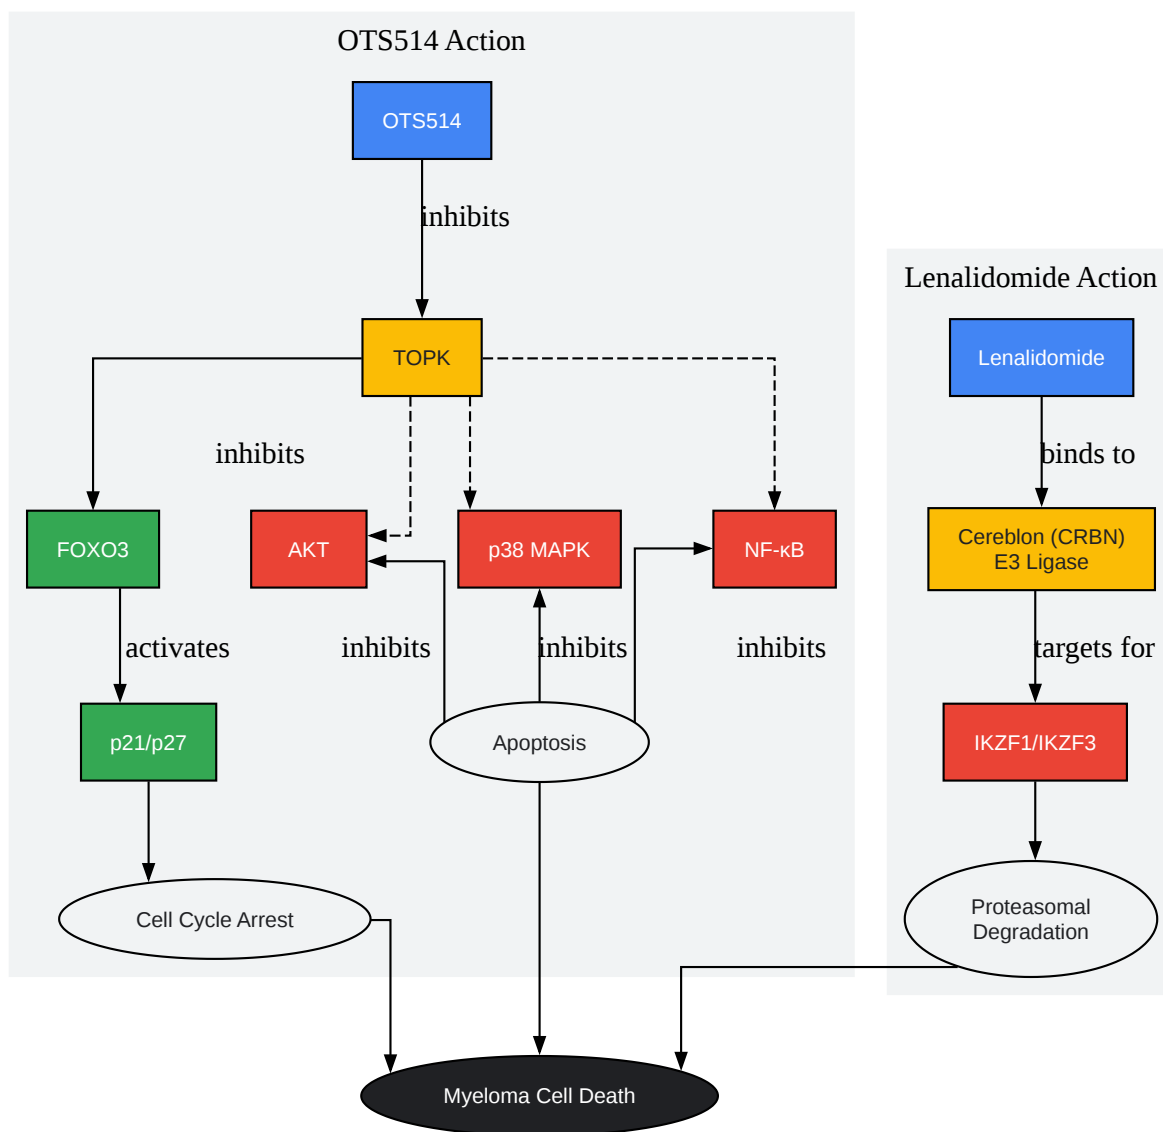 OTS514 Action
OTS514
inhibits
Lenalidomide Action
TOPK
Lenalidomide
inhibits
binds to
FOXO3
AKT
p38 MAPK
NF-κB
Cereblon (CRBN)
E3 Ligase
activates
inhibits
inhibits
inhibits
targets for
p21/p27
Apoptosis
IKZF1/IKZF3
Cell Cycle Arrest
Proteasomal
Degradation
Myeloma Cell Death